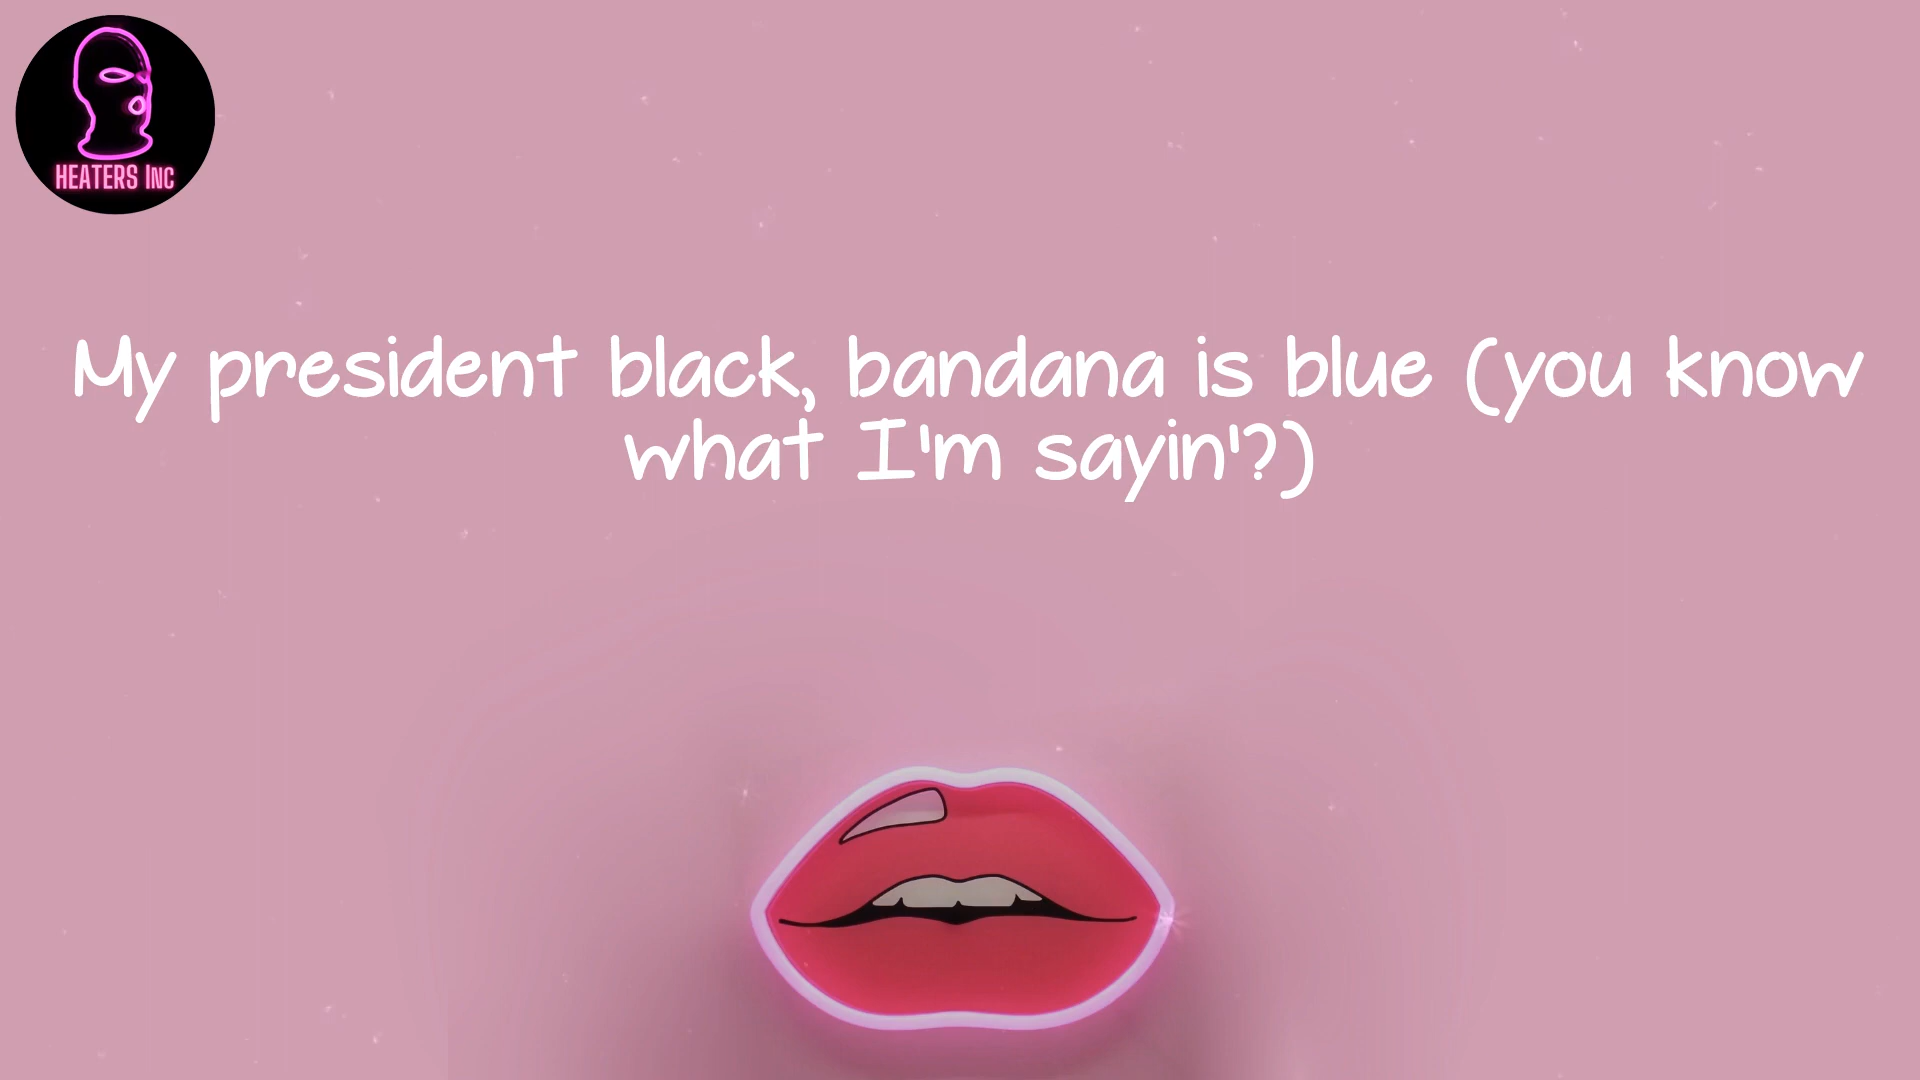 HEATERS INC
My president black, bandana is blue (you know
what I'm sayin'?)